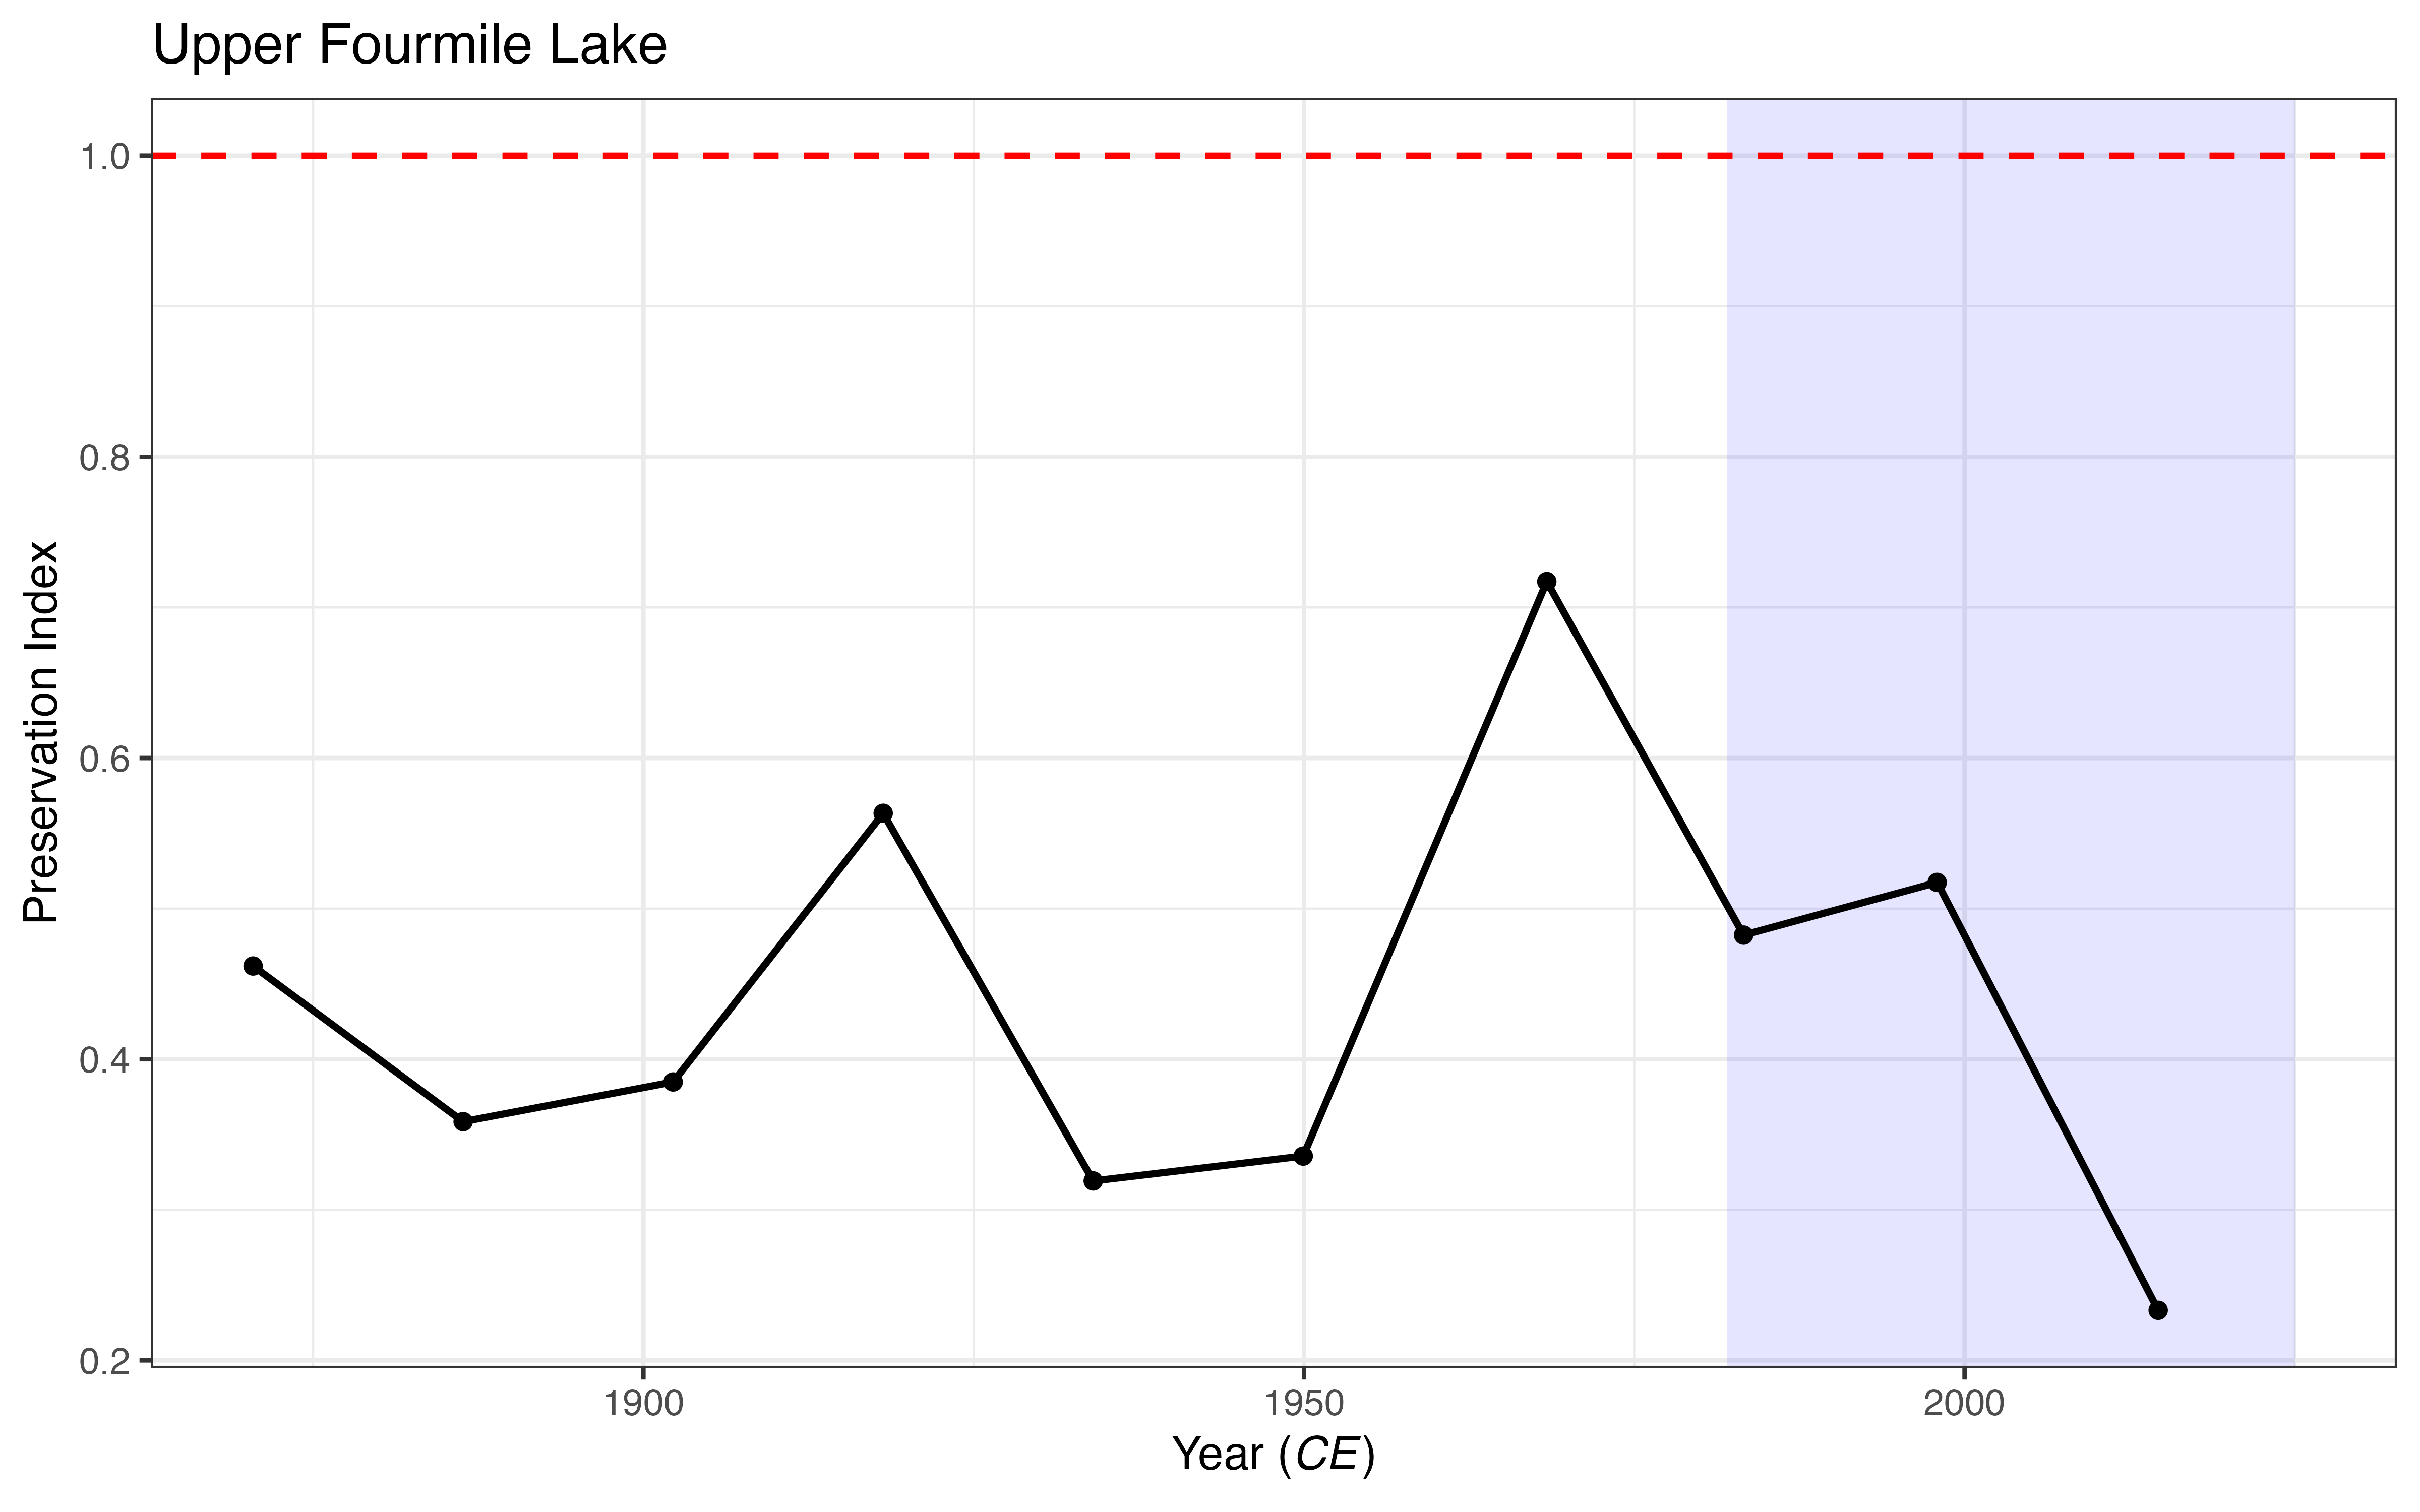 Upper Fourmile Lake
Preservation Index
1.0
0.8
0.6
0.4
0.2
1900 1950 2000
Year (CE)